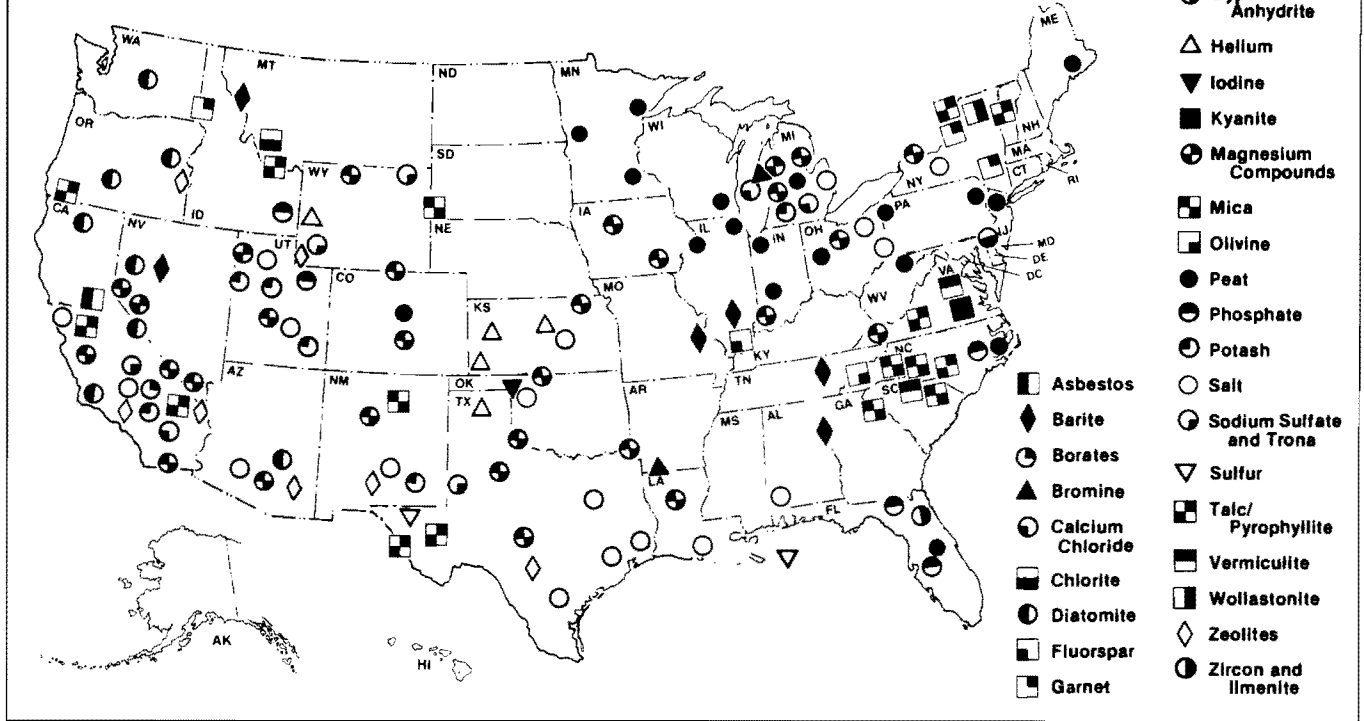 WA
MT
ND
MN
ME
OR
WI
MI
NH
SD
MA
WY
NY
CT
RI
CA
NV
ID
IA
PA
NE
IL
IN
OH
UT
MD
DE
CO
DC
VA
MO
KS
WV
KY
AZ
NM
OK
TN
NC
TX
AR
SC
MS
AL
GA
LA
FL
AK
HI
Asbestos
Barite
Borates
Bromine
Calcium
Chloride
Chlorite
Diatomite
Fluorspar
Garnet
Anhydrite
Helium
Iodine
Kyanite
Magnesium
Compounds
Mica
Olivine
Peat
Phosphate
Potash
Salt
Sodium Sulfate
and Trona
Sulfur
Talc/
Pyrophyllite
Vermiculite
Wollastonite
Zeolites
Zircon and
Ilmenite